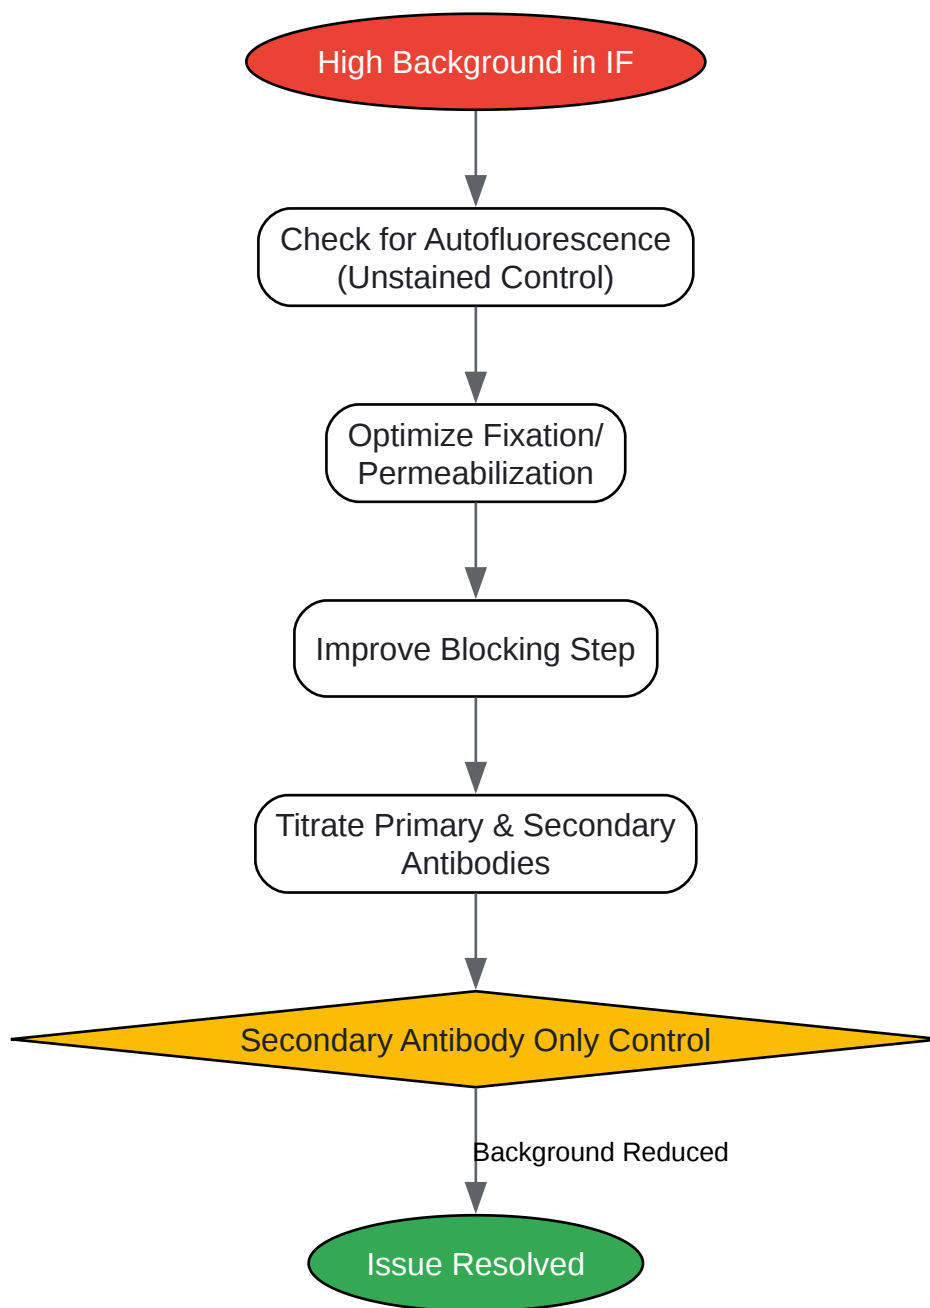 High Background in IF
Check for Autofluorescence
(Unstained Control)
Optimize Fixation/
Permeabilization
Improve Blocking Step
Titrate Primary & Secondary
Antibodies
Secondary Antibody Only Control
Background Reduced
Issue Resolved